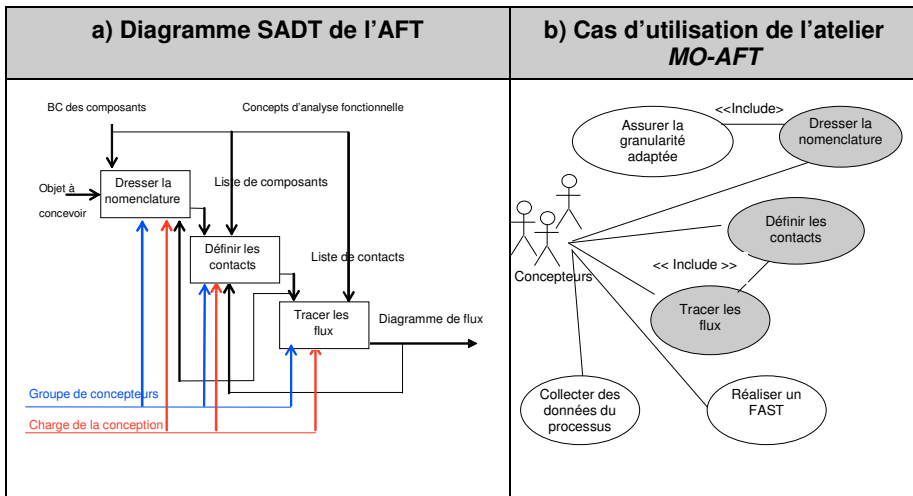 a) Diagramme SADT de l'AFT
b) Cas d'utilisation de l'atelier
MO-AFT
BC des composants
Concepts d'analyse fonctionnelle
Objet à
concevoir
Dresser la
nomenclature
Liste de composants
Définir les
contacts
Liste de contacts
Tracer les
flux
Diagramme de flux
Groupe de concepteurs
Charge de la conception
<<Include>
Assurer la
granularité
adaptée
Dresser la
nomenclature
Définir les
contacts
Concepteurs
<< Include >>
Tracer les
flux
Collecter des
données du
processus
Réaliser un
FAST